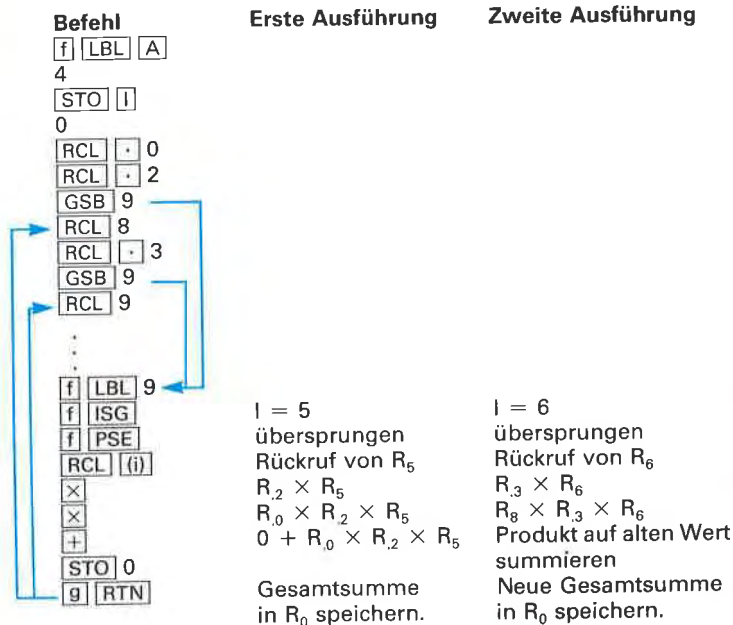 Befehl Erste Ausführung Zweite Ausführung
f LBL A
4
STO I
0
RCL · 0
RCL · 2
GSB 9
RCL 8
RCL · 3
GSB 9
RCL 9
.
.
.
f LBL 9
f ISG I = 5 I = 6
f PSE übersprungen übersprungen
RCL (i) Rückruf von R₅ Rückruf von R₆
× R.₂ × R₅ R.₃ × R₆
× R.₀ × R.₂ × R₅ R₈ × R.₃ × R₆
+ 0 + R.₀ × R.₂ × R₅ Produkt auf alten Wert
STO 0 summieren
g RTN Gesamtsumme Neue Gesamtsumme
in R₀ speichern. in R₀ speichern.